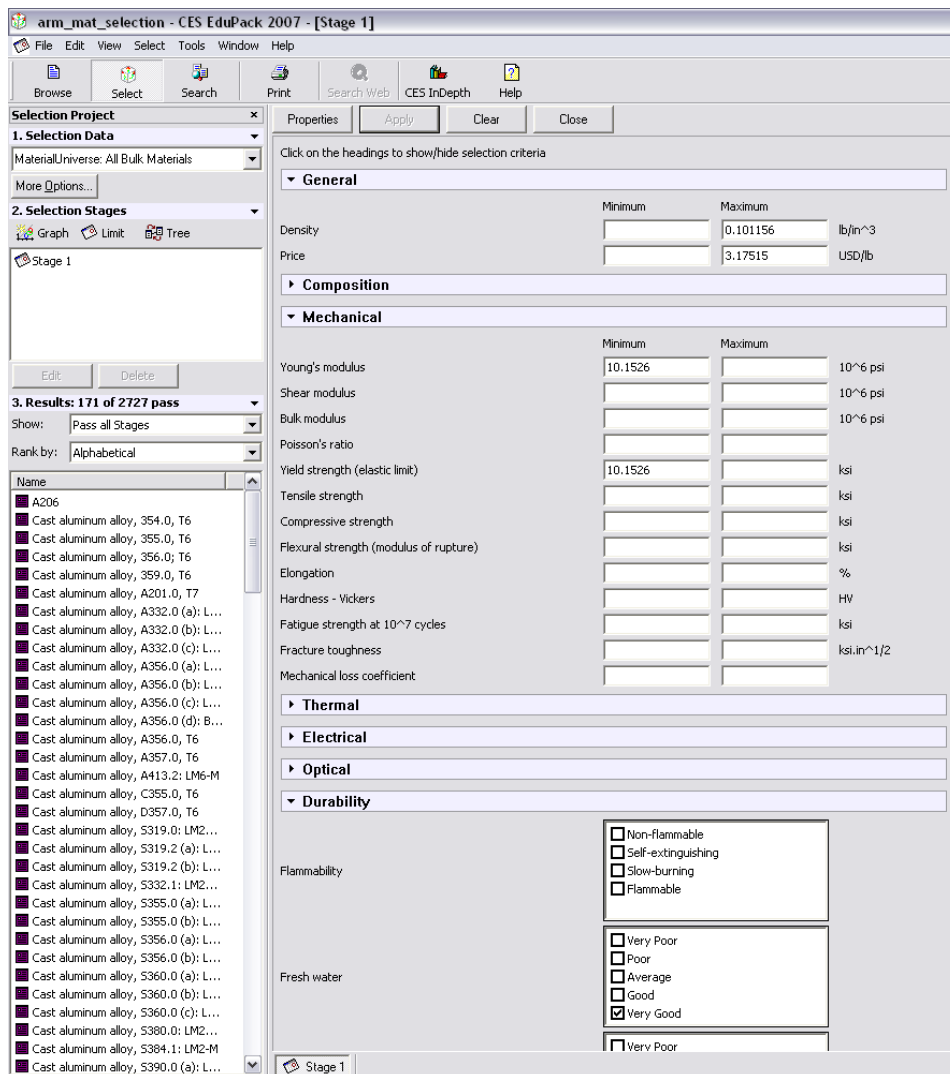 arm_mat_selection - CES EduPack 2007 - [Stage 1]
File Edit View Select Tools Window Help
Browse Select Search Print Search Web CES InDepth Help
Selection Project x
1. Selection Data
MaterialUniverse: All Bulk Materials
More Options...
2. Selection Stages
Graph Limit Tree
Stage 1
Edit Delete
3. Results: 171 of 2727 pass
Show: Pass all Stages
Rank by: Alphabetical
Name
A206
Cast aluminum alloy, 354.0, T6
Cast aluminum alloy, 355.0, T6
Cast aluminum alloy, 356.0; T6
Cast aluminum alloy, 359.0, T6
Cast aluminum alloy, A201.0, T7
Cast aluminum alloy, A332.0 (a): L...
Cast aluminum alloy, A332.0 (b): L...
Cast aluminum alloy, A332.0 (c): L...
Cast aluminum alloy, A356.0 (a): L...
Cast aluminum alloy, A356.0 (b): L...
Cast aluminum alloy, A356.0 (c): L...
Cast aluminum alloy, A356.0 (d): B...
Cast aluminum alloy, A356.0, T6
Cast aluminum alloy, A357.0, T6
Cast aluminum alloy, A413.2: LM6-M
Cast aluminum alloy, C355.0, T6
Cast aluminum alloy, D357.0, T6
Cast aluminum alloy, S319.0: LM2...
Cast aluminum alloy, S319.2 (a): L...
Cast aluminum alloy, S319.2 (b): L...
Cast aluminum alloy, S332.1: LM2...
Cast aluminum alloy, S355.0 (a): L...
Cast aluminum alloy, S355.0 (b): L...
Cast aluminum alloy, S356.0 (a): L...
Cast aluminum alloy, S356.0 (b): L...
Cast aluminum alloy, S360.0 (a): L...
Cast aluminum alloy, S360.0 (b): L...
Cast aluminum alloy, S360.0 (c): L...
Cast aluminum alloy, S380.0: LM2...
Cast aluminum alloy, S384.1: LM2-M
Cast aluminum alloy, S390.0 (a): L...
Properties Apply Clear Close
Click on the headings to show/hide selection criteria
General
Minimum Maximum
Density 0.101156 lb/in^3
Price 3.17515 USD/lb
Composition
Mechanical
Minimum Maximum
Young's modulus 10.1526 10^6 psi
Shear modulus 10^6 psi
Bulk modulus 10^6 psi
Poisson's ratio
Yield strength (elastic limit) 10.1526 ksi
Tensile strength ksi
Compressive strength ksi
Flexural strength (modulus of rupture) ksi
Elongation %
Hardness - Vickers HV
Fatigue strength at 10^7 cycles ksi
Fracture toughness ksi.in^1/2
Mechanical loss coefficient
Thermal
Electrical
Optical
Durability
Non-flammable
Self-extinguishing
Flammability
Slow-burning
Flammable
Very Poor
Poor
Fresh water
Average
Good
Very Good
Very Poor
Stage 1